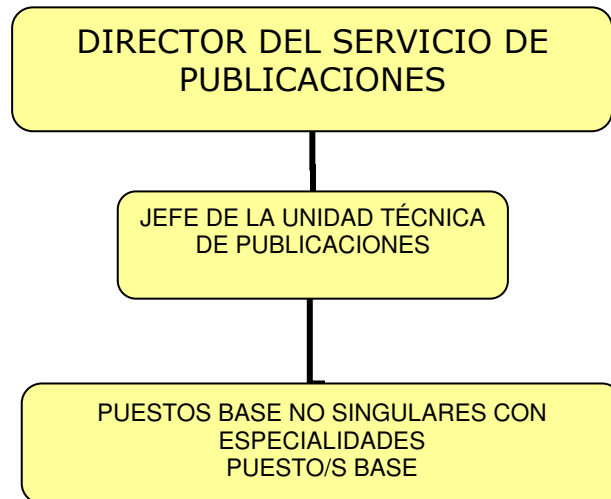 DIRECTOR DEL SERVICIO DE
PUBLICACIONES
JEFE DE LA UNIDAD TÉCNICA
DE PUBLICACIONES
PUESTOS BASE NO SINGULARES CON
ESPECIALIDADES
PUESTO/S BASE